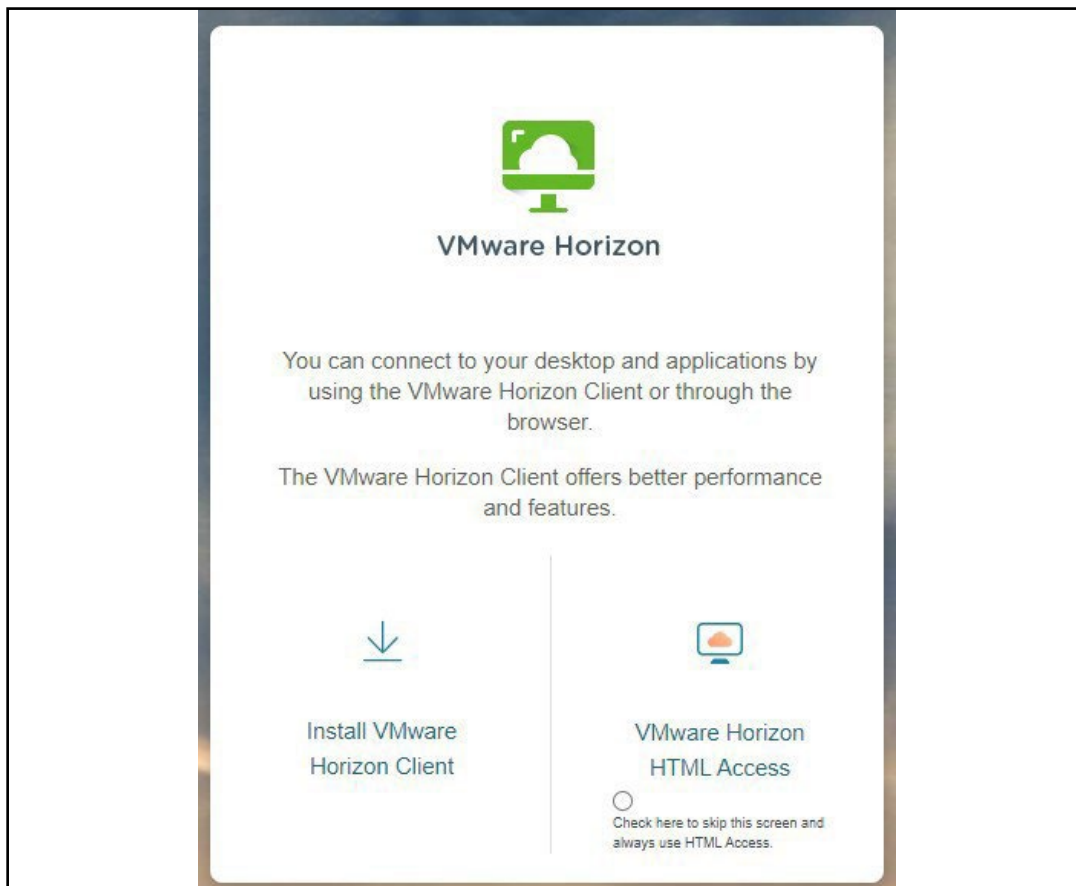 VMware Horizon
You can connect to your desktop and applications by
using the VMware Horizon Client or through the
browser.
The VMware Horizon Client offers better performance
and features.
Install VMware
Horizon Client
VMware Horizon
HTML Access
Check here to skip this screen and
always use HTML Access.